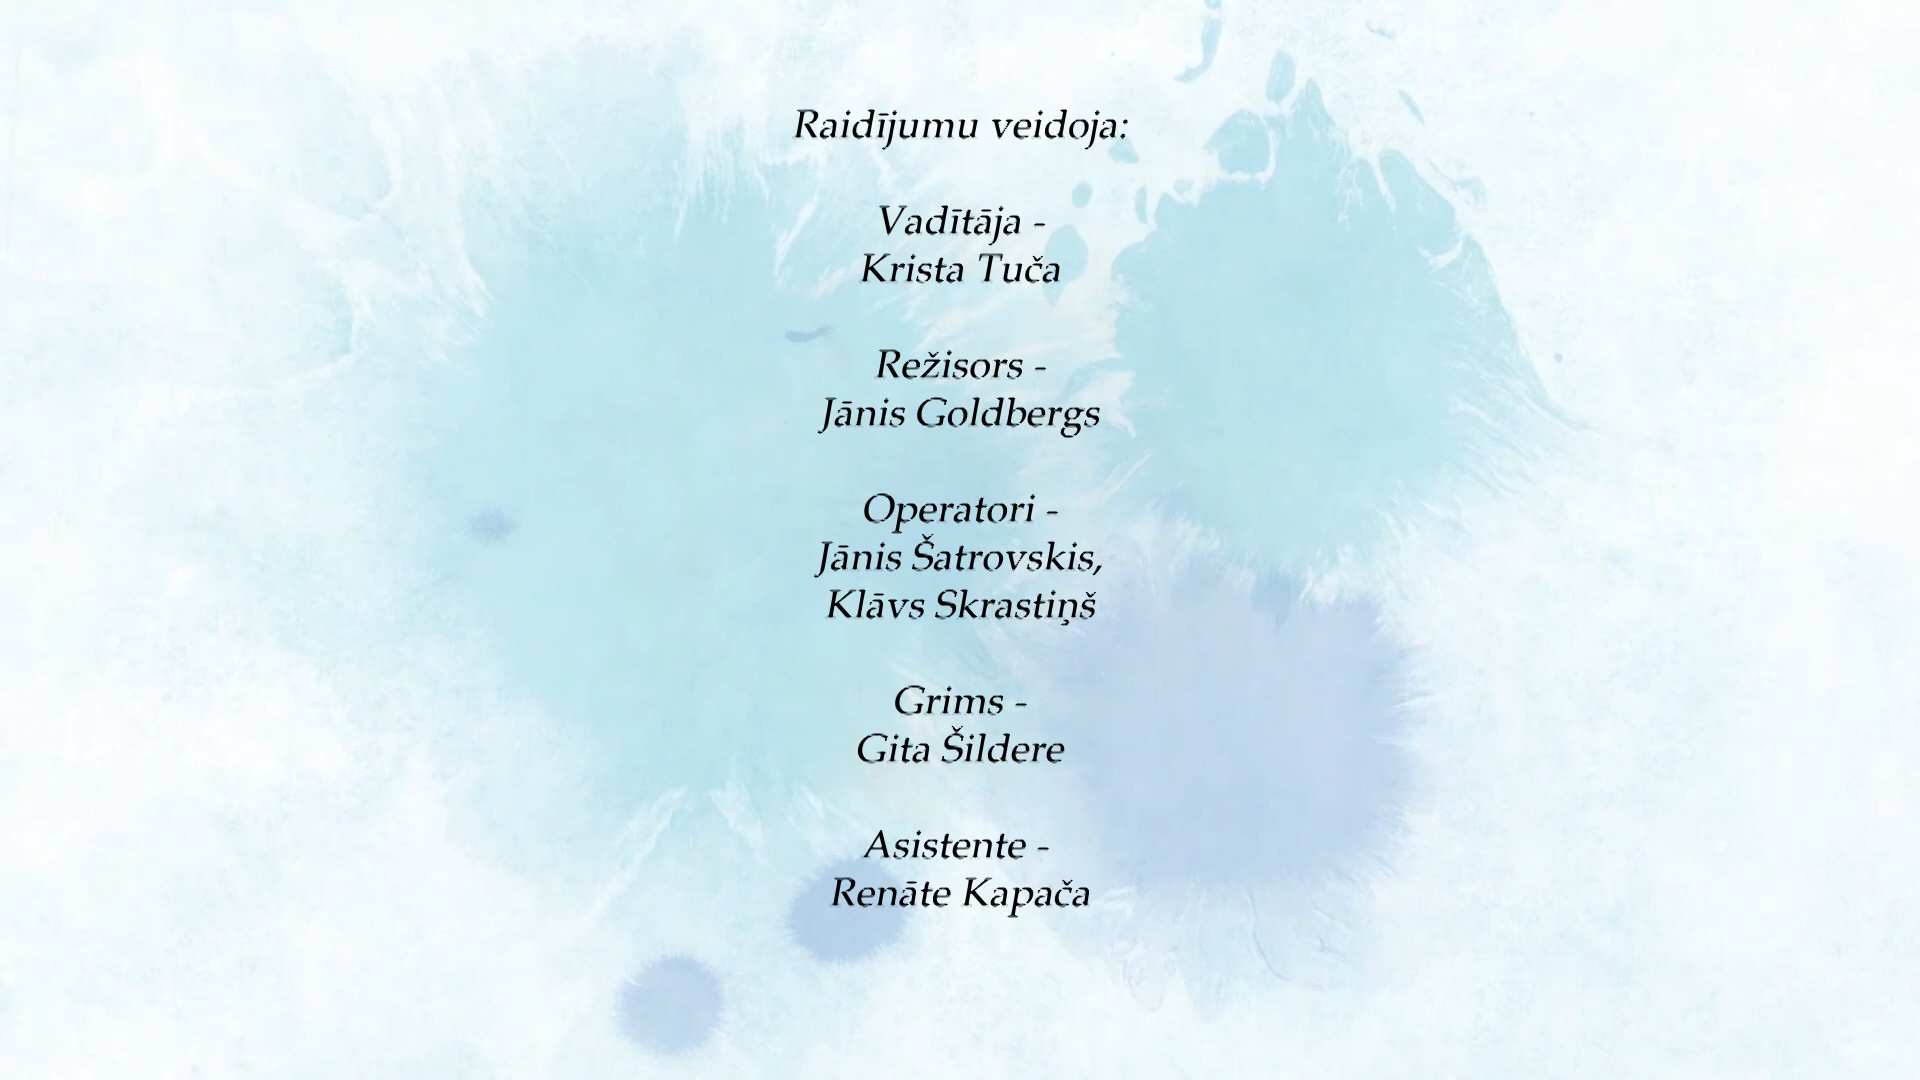 Raidījumu veidoja:
Vadītāja -
Krista Tuča
Režisors -
Jānis Goldbergs
Operatori -
Jānis Šatrovskis,
Klāvs Skrastiņš
Grims -
Gita Šildere
Asistente -
Renāte Kapača